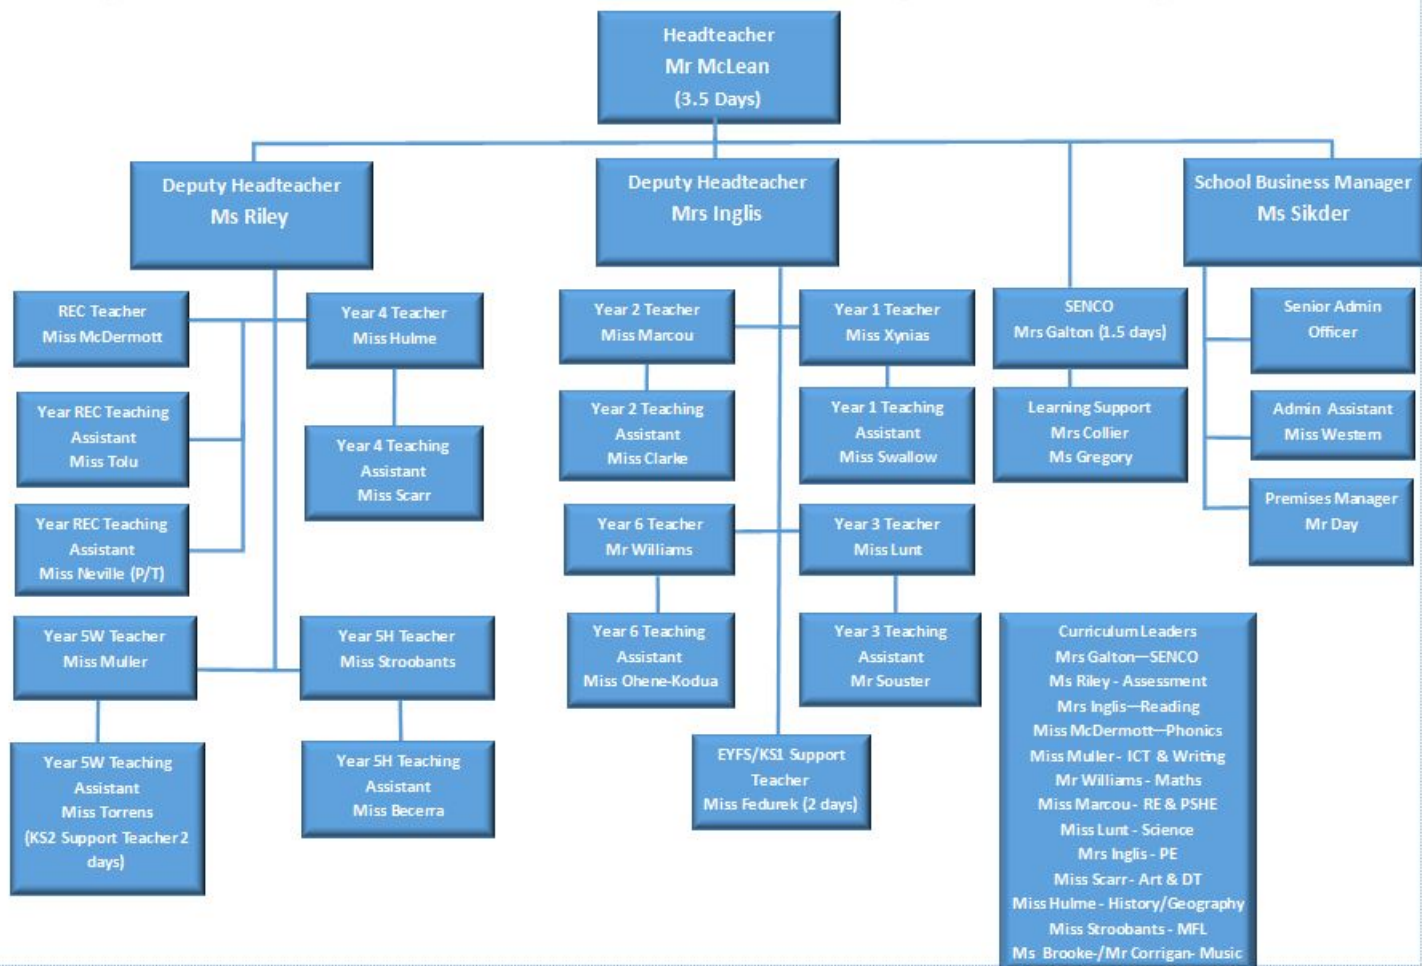 Headteacher
Mr McLean
(3.5 Days)
Deputy Headteacher
Ms Riley
Deputy Headteacher
Mrs Inglis
School Business Manager
Ms Sikder
REC Teacher
Miss McDermott
Year 4 Teacher
Miss Hulme
Year REC Teaching
Assistant
Miss Tolu
Year 4 Teaching
Assistant
Miss Scarr
Year REC Teaching
Assistant
Miss Neville (P/T)
Year 5W Teacher
Miss Muller
Year 5H Teacher
Miss Stroobants
Year 5W Teaching
Assistant
Miss Torrens
(KS2 Support Teacher 2
days)
Year 5H Teaching
Assistant
Miss Becerra
Year 2 Teacher
Miss Marcou
Year 1 Teacher
Miss Xynias
Year 2 Teaching
Assistant
Miss Clarke
Year 1 Teaching
Assistant
Miss Swallow
Year 6 Teacher
Mr Williams
Year 3 Teacher
Miss Lunt
Year 6 Teaching
Assistant
Miss Ohene-Kodua
Year 3 Teaching
Assistant
Mr Souster
EYFS/KS1 Support
Teacher
Miss Fedurek (2 days)
SENCO
Mrs Galton (1.5 days)
Learning Support
Mrs Collier
Ms Gregory
Senior Admin
Officer
Admin Assistant
Miss Western
Premises Manager
Mr Day
Curriculum Leaders
Mrs Galton—SENCO
Ms Riley - Assessment
Mrs Inglis—Reading
Miss McDermott—Phonics
Miss Muller - ICT & Writing
Mr Williams - Maths
Miss Marcou - RE & PSHE
Miss Lunt - Science
Mrs Inglis - PE
Miss Scarr - Art & DT
Miss Hulme - History/Geography
Miss Stroobants - MFL
Ms Brooke-/Mr Corrigan- Music